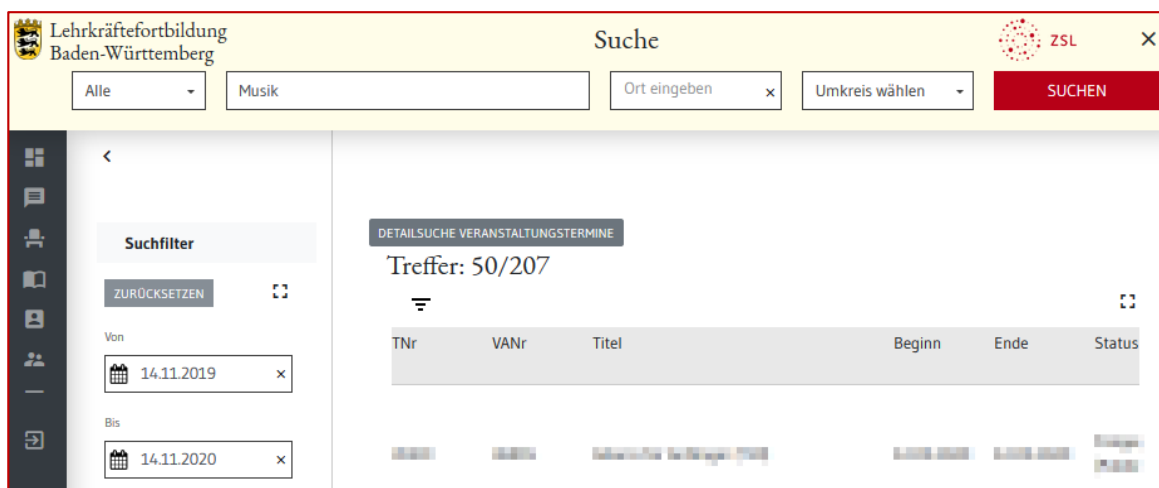 Lehrkräftefortbildung
Baden-Württemberg
Suche
ZSL
Alle
Musik
Ort eingeben
Umkreis wählen
SUCHEN
Suchfilter
ZURÜCKSETZEN
Von
14.11.2019
Bis
14.11.2020
DETAILSUCHE VERANSTALTUNGSTERMINE
Treffer: 50/207
TNr VANr Titel Beginn Ende Status